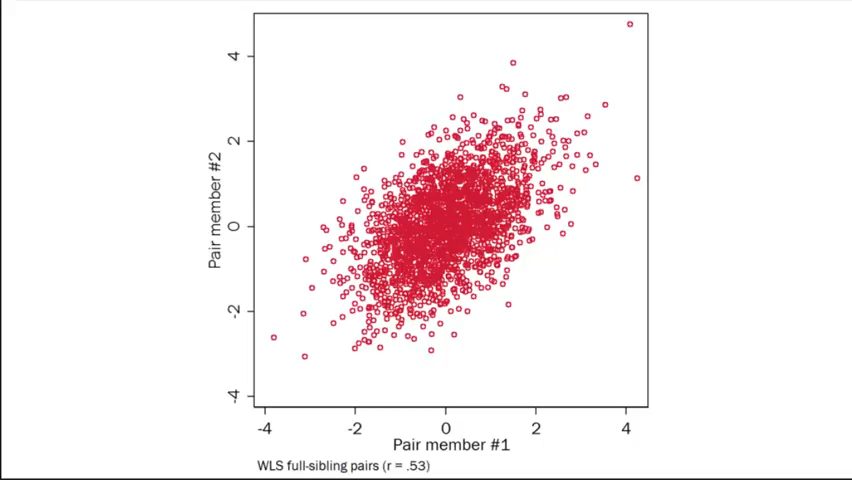 4
2
0
-2
-4
Pair member #2
-4 -2 0 2 4
Pair member #1
WLS full-sibling pairs (r = .53)